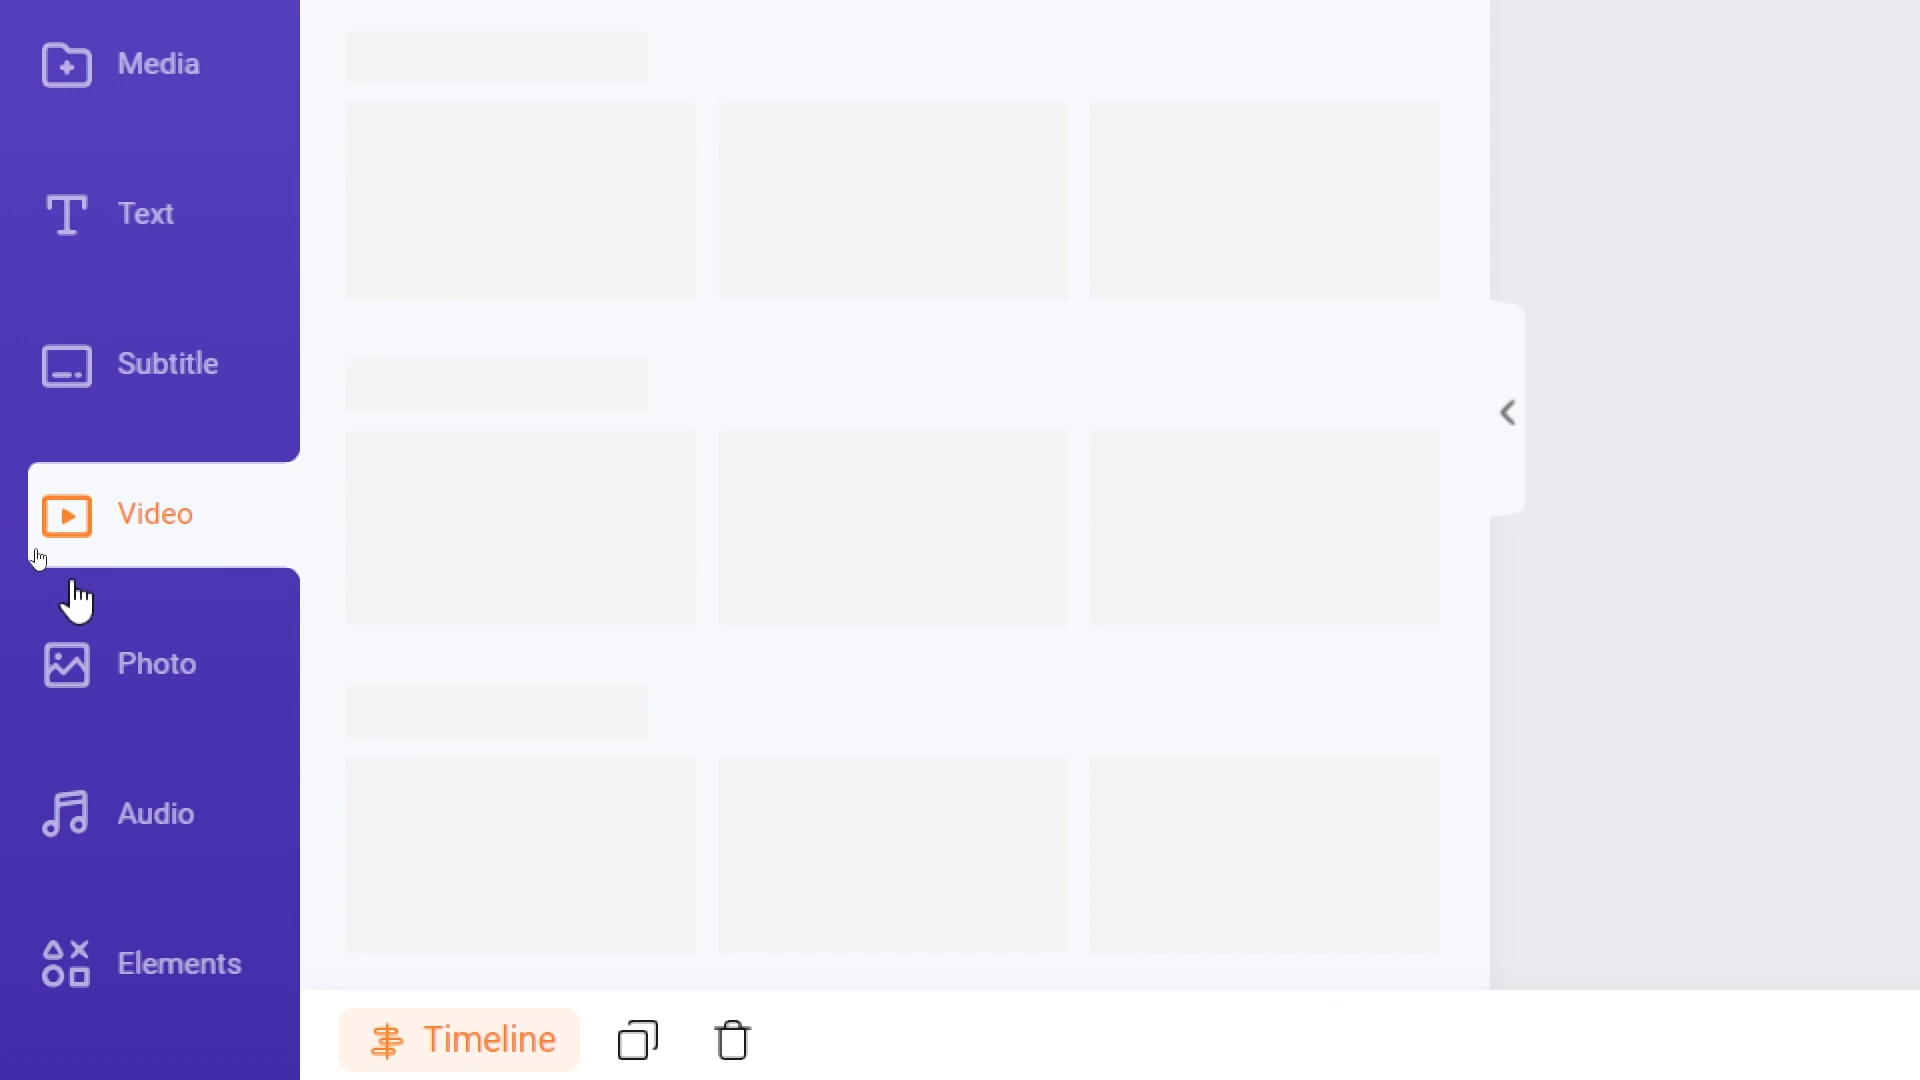 Media
Text
Subtitle
Video
Photo
Audio
Elements
Timeline